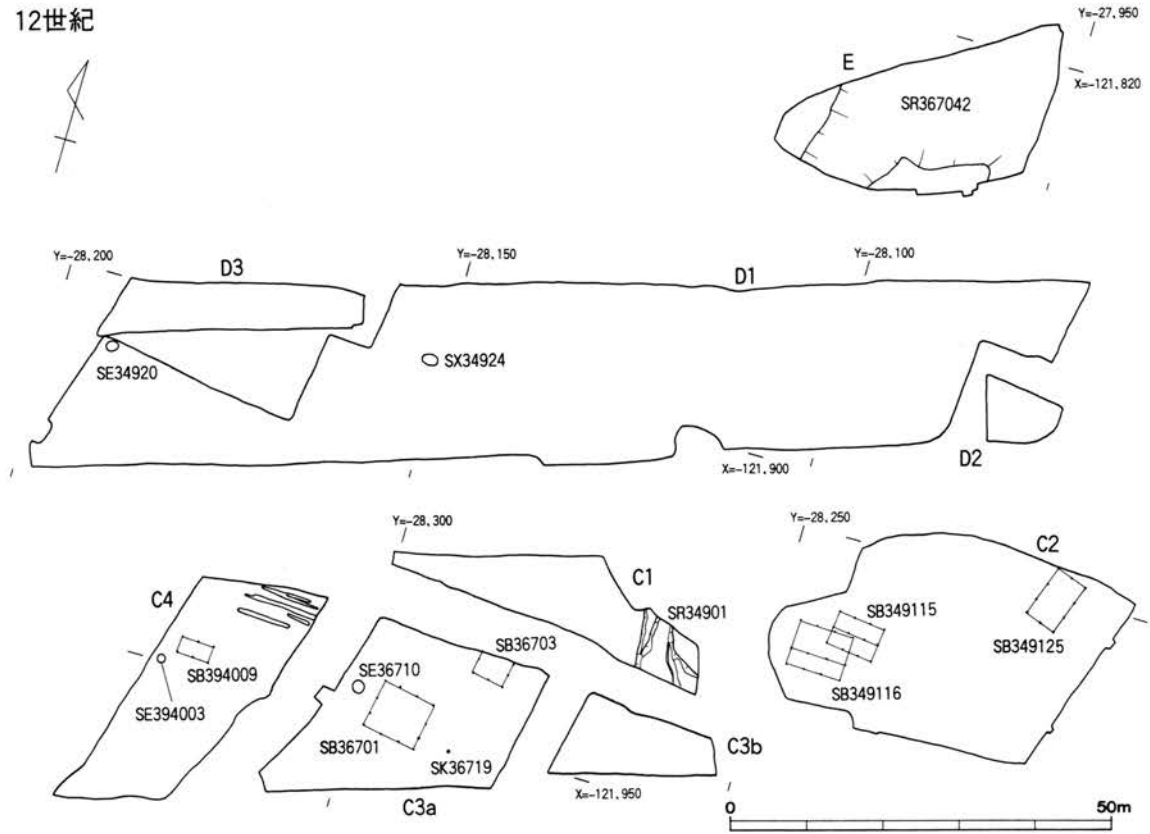 12世紀
Y=-27,950
E
X=-121,820
SR367042
Y=-28,200
D3
Y=-28,150
D1
Y=-28,100
SE34920
SX34924
D2
X=-121,900
Y=-28,300
Y=-28,250
C2
C1
C4
SR34901
SB36703
SB349115
SB349125
SE36710
SB394009
SB349116
SE394003
SB36701
SK36719
C3b
X=-121,950
C3a
0 50m